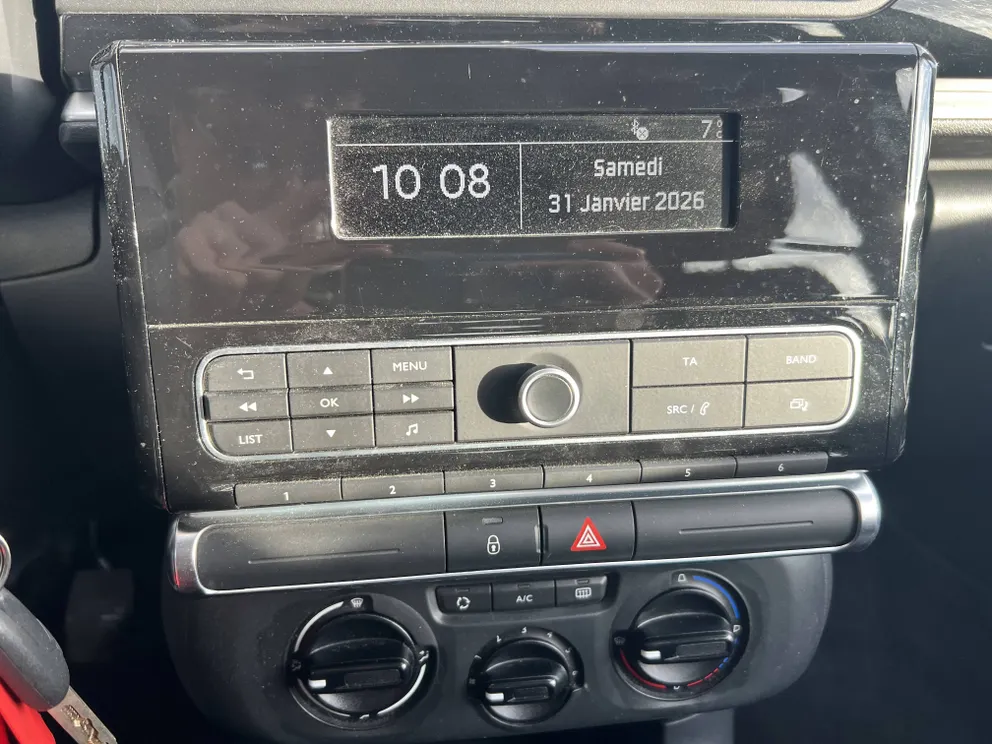 7°C
10 08
Samedi
31 Janvier 2026
MENU
TA
BAND
OK
SRC /
LIST
1 2 3 4 5 6
A/C